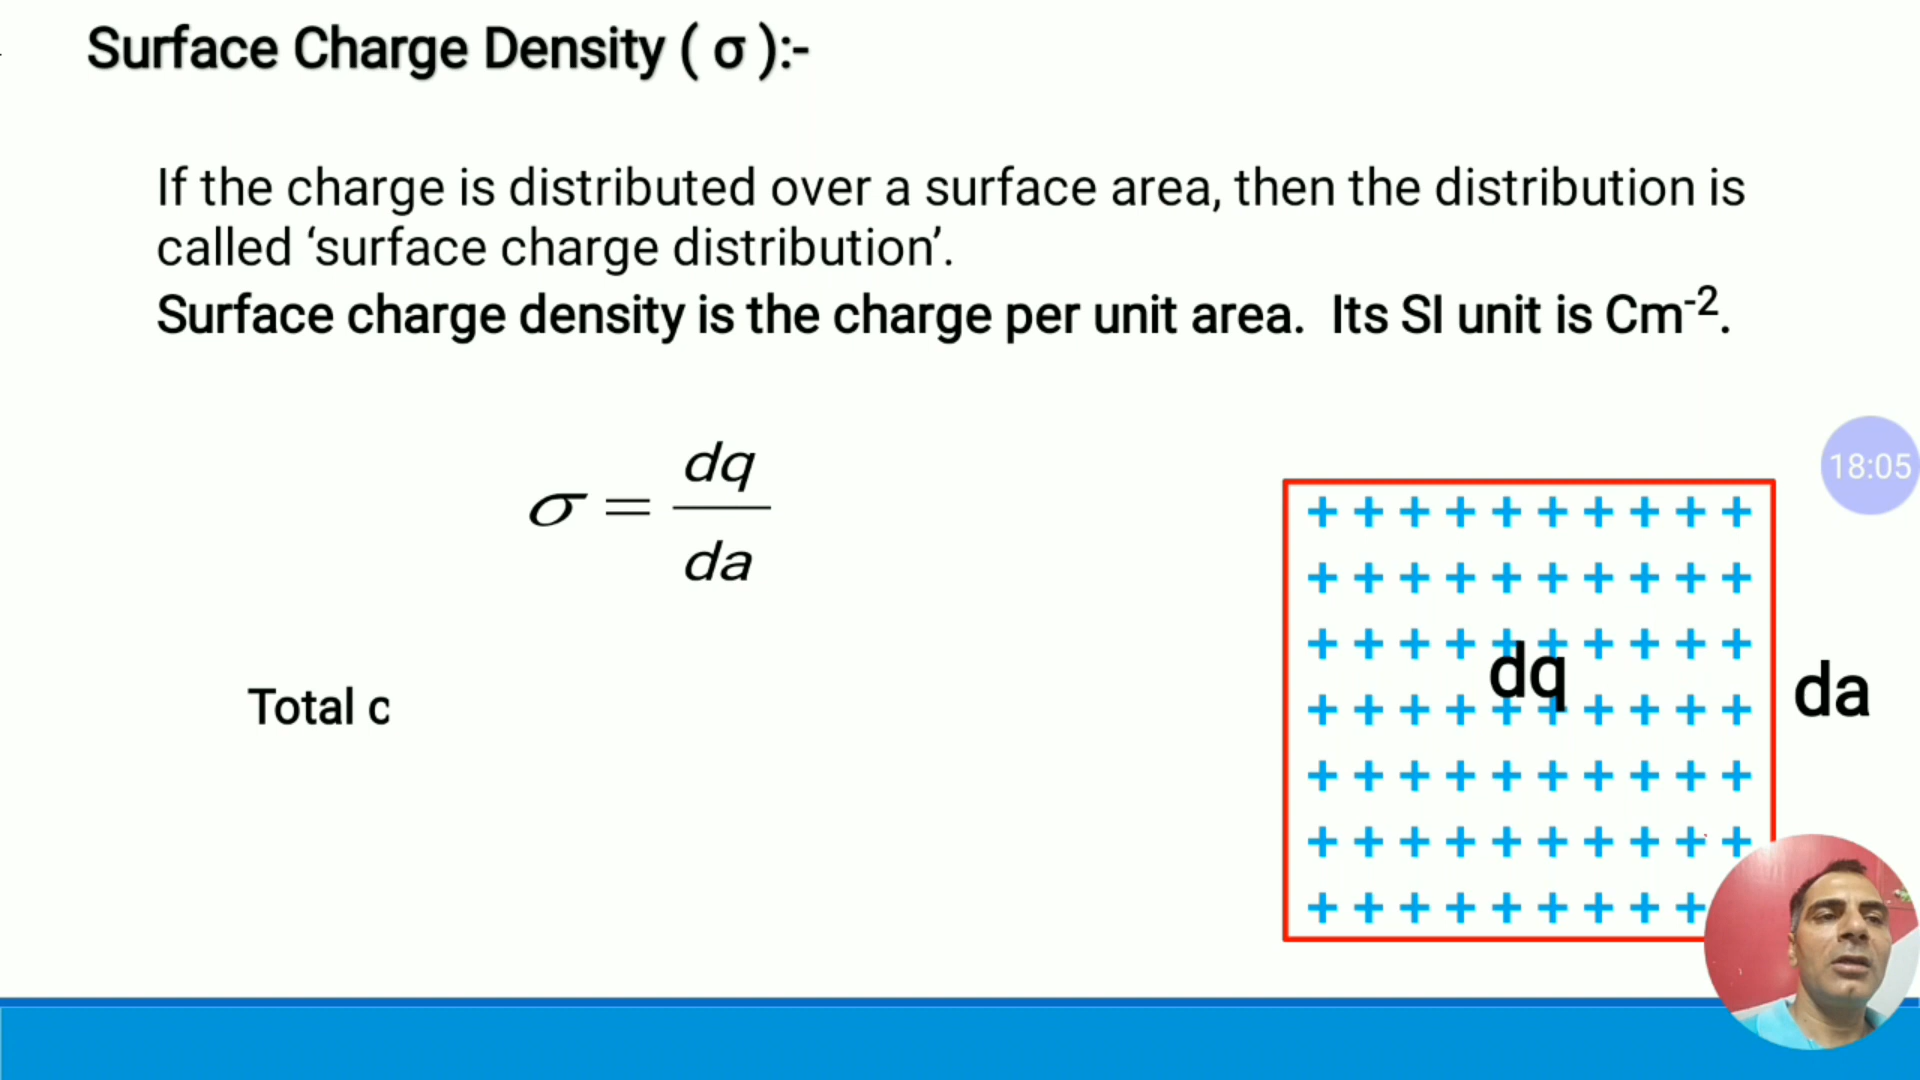 Surface Charge Density ( σ ):-
If the charge is distributed over a surface area, then the distribution is
called ‘surface charge distribution’.
Surface charge density is the charge per unit area. Its SI unit is Cm⁻².
σ = dq/da
18:05
+ + + + + + + + + +
+ + + + + + + + + +
+ + + + + + + + + +
dq
da
Total c
+ + + + + + + + + +
+ + + + + + + + + +
+ + + + + + + + + +
+ + + + + + + + +